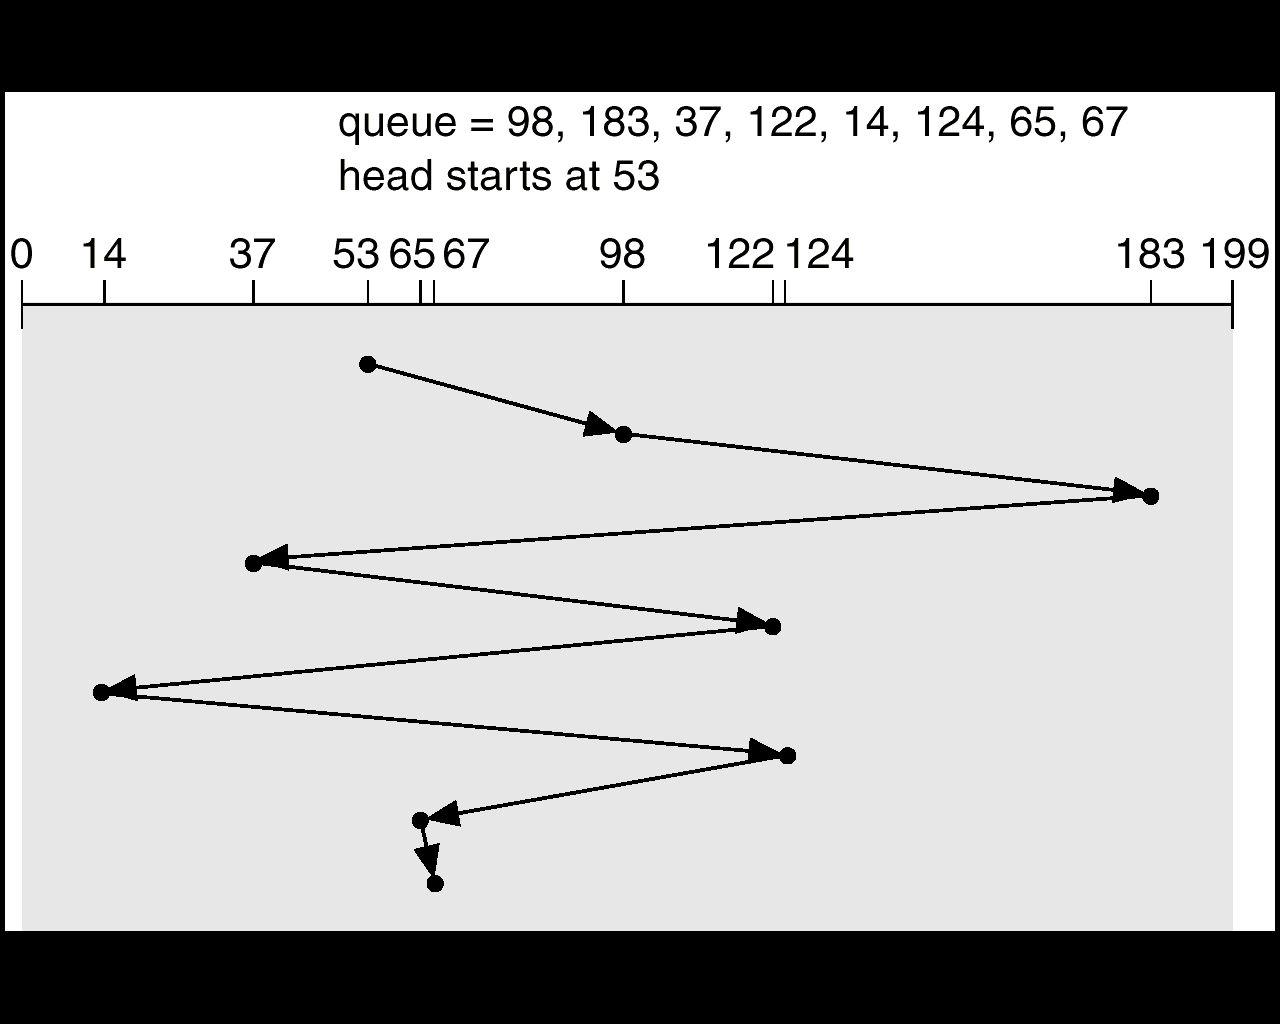 queue = 98, 183, 37, 122, 14, 124, 65, 67
head starts at 53
0 14 37 53 65 67 98 122 124 183 199